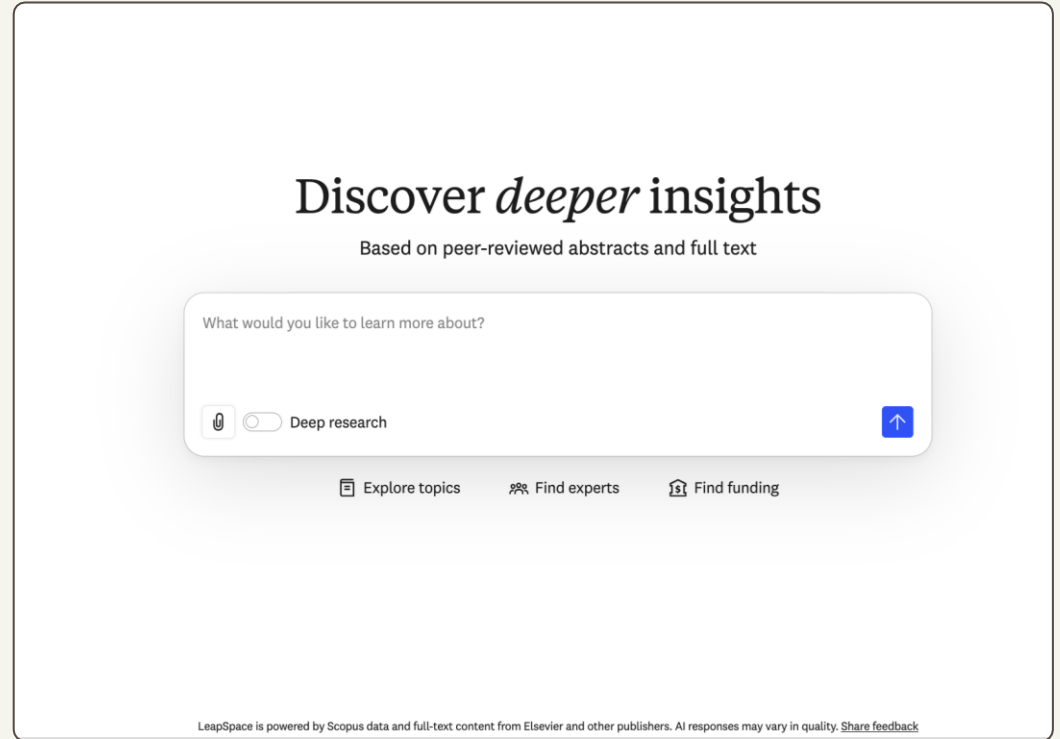 Discover deeper insights
Based on peer-reviewed abstracts and full text
What would you like to learn more about?
Deep research
Explore topics Find experts Find funding
LeapSpace is powered by Scopus data and full-text content from Elsevier and other publishers. AI responses may vary in quality. Share feedback